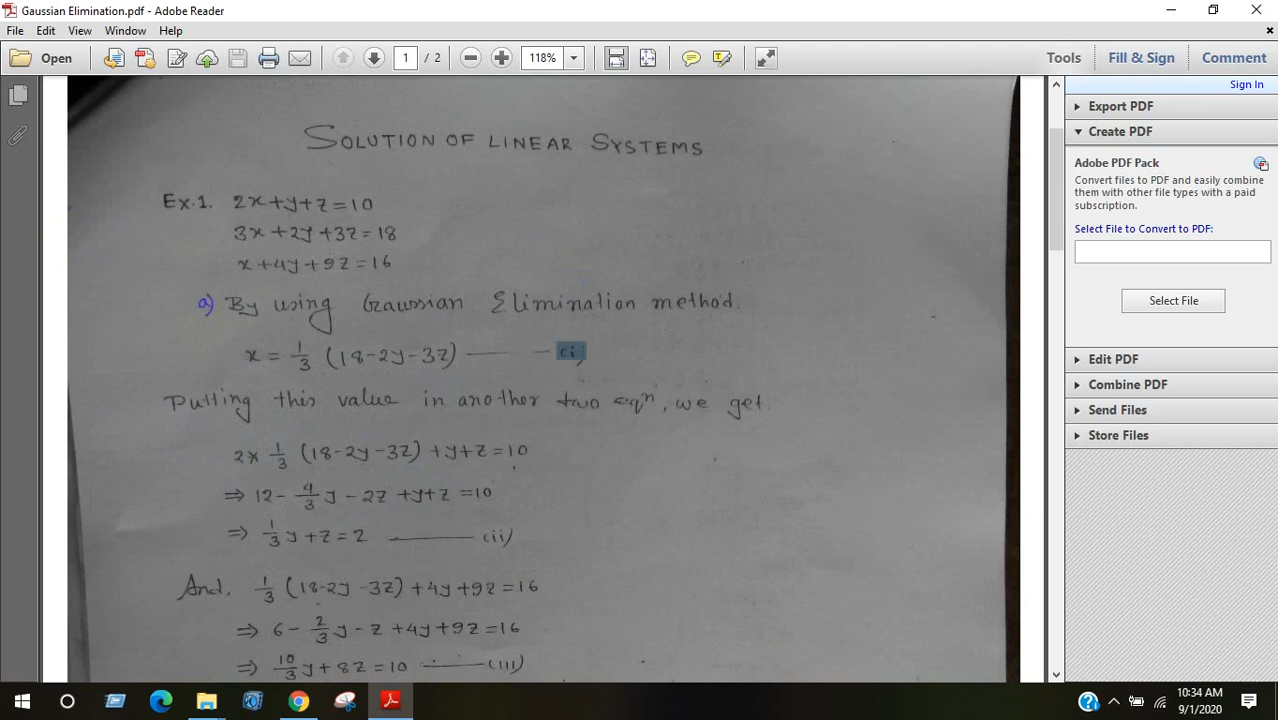 Gaussian Elimination.pdf - Adobe Reader
File Edit View Window Help
Open 1 / 2 118% Tools Fill & Sign Comment
Sign In
Export PDF
Create PDF
Adobe PDF Pack
Convert files to PDF and easily combine
them with other file types with a paid
subscription.
Select File to Convert to PDF:
Select File
Edit PDF
Combine PDF
Send Files
Store Files
SOLUTION OF LINEAR SYSTEMS
Ex.1. 2x+y+z=10
3x+2y+3z=18
x+4y+9z=16
a) By using Gaussian Elimination method.
x = 1/3 (18-2y-3z) ——— (i)
Putting this value in another two eqⁿ, we get
2× 1/3 (18-2y-3z) +y+z=10
⇒ 12- 4/3 y - 2z +y+z =10
⇒ 1/3 y+z=2 ——— (ii)
And, 1/3 (18-2y-3z)+4y+9z=16
⇒ 6- 2/3 y-z+4y+9z=16
⇒ 10/3 y+8z=10 ——— (iii)
10:34 AM
9/1/2020